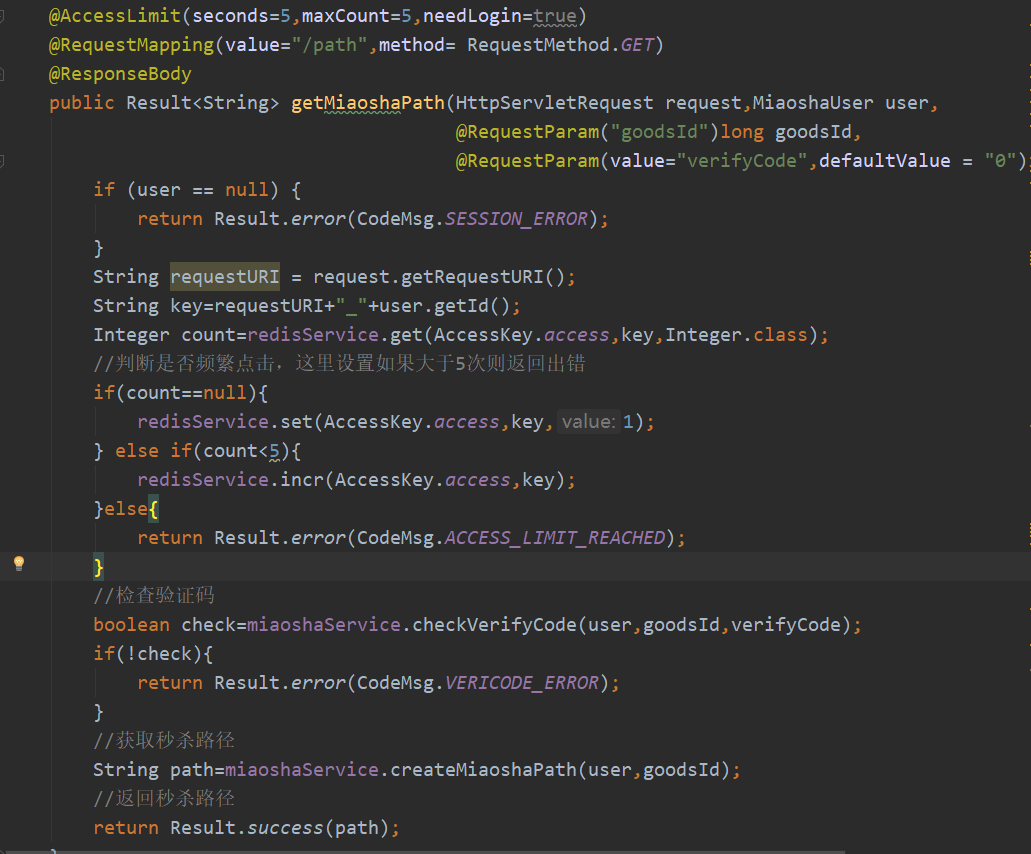 @AccessLimit(seconds=5,maxCount=5,needLogin=true)
@RequestMapping(value="/path",method= RequestMethod.GET)
@ResponseBody
public Result<String> getMiaoshaPath(HttpServletRequest request,MiaoshaUser user,
@RequestParam("goodsId")long goodsId,
@RequestParam(value="verifyCode",defaultValue = "0")
if (user == null) {
return Result.error(CodeMsg.SESSION_ERROR);
}
String requestURI = request.getRequestURI();
String key=requestURI+"_"+user.getId();
Integer count=redisService.get(AccessKey.access,key,Integer.class);
//判断是否频繁点击，这里设置如果大于5次则返回出错
if(count==null){
redisService.set(AccessKey.access,key, value: 1);
} else if(count<5){
redisService.incr(AccessKey.access,key);
}else{
return Result.error(CodeMsg.ACCESS_LIMIT_REACHED);
}
//检查验证码
boolean check=miaoshaService.checkVerifyCode(user,goodsId,verifyCode);
if(!check){
return Result.error(CodeMsg.VERICODE_ERROR);
}
//获取秒杀路径
String path=miaoshaService.createMiaoshaPath(user,goodsId);
//返回秒杀路径
return Result.success(path);